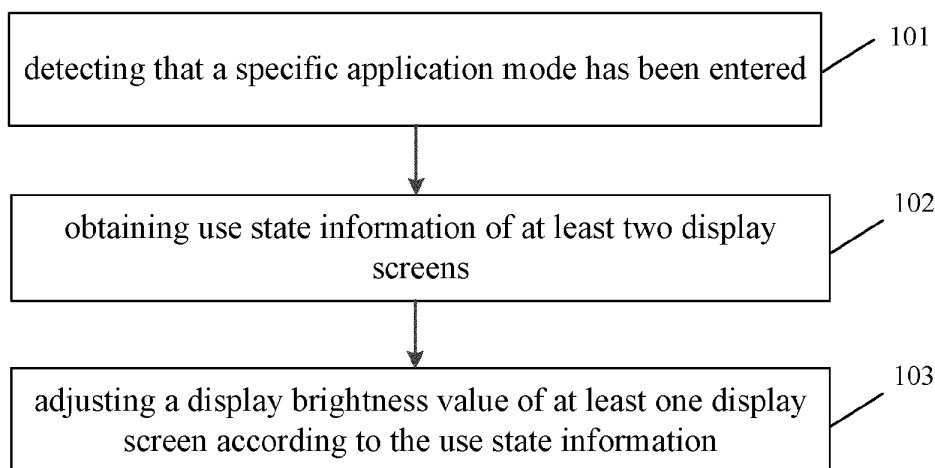 detecting that a specific application mode has been entered
101
obtaining use state information of at least two display
screens
102
adjusting a display brightness value of at least one display
screen according to the use state information
103